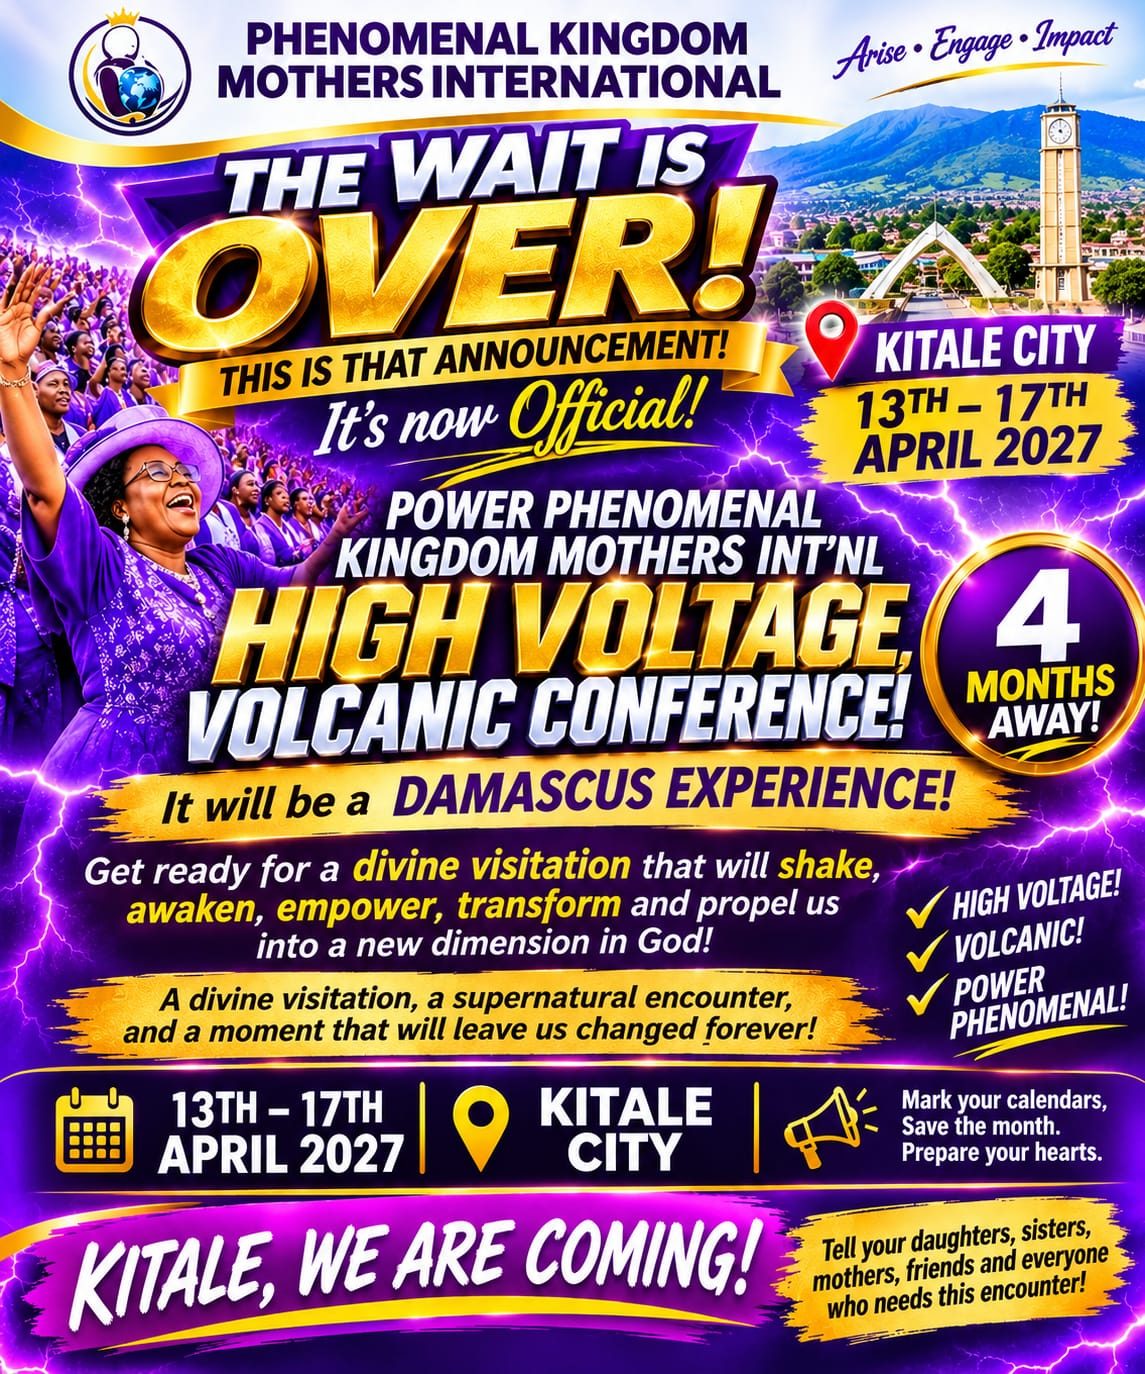 PHENOMENAL KINGDOM
MOTHERS INTERNATIONAL
Arise • Engage • Impact
THE WAIT IS
OVER!
THIS IS THAT ANNOUNCEMENT!
It's now Official!
KITALE CITY
13TH – 17TH
APRIL 2027
POWER PHENOMENAL
KINGDOM MOTHERS INT'NL
HIGH VOLTAGE,
VOLCANIC CONFERENCE!
4
MONTHS
AWAY!
It will be a DAMASCUS EXPERIENCE!
Get ready for a divine visitation that will shake,
awaken, empower, transform and propel us
into a new dimension in God!
HIGH VOLTAGE!
VOLCANIC!
POWER
PHENOMENAL!
A divine visitation, a supernatural encounter,
and a moment that will leave us changed forever!
13TH – 17TH
APRIL 2027
KITALE
CITY
Mark your calendars,
Save the month.
Prepare your hearts.
KITALE, WE ARE COMING!
Tell your daughters, sisters,
mothers, friends and everyone
who needs this encounter!